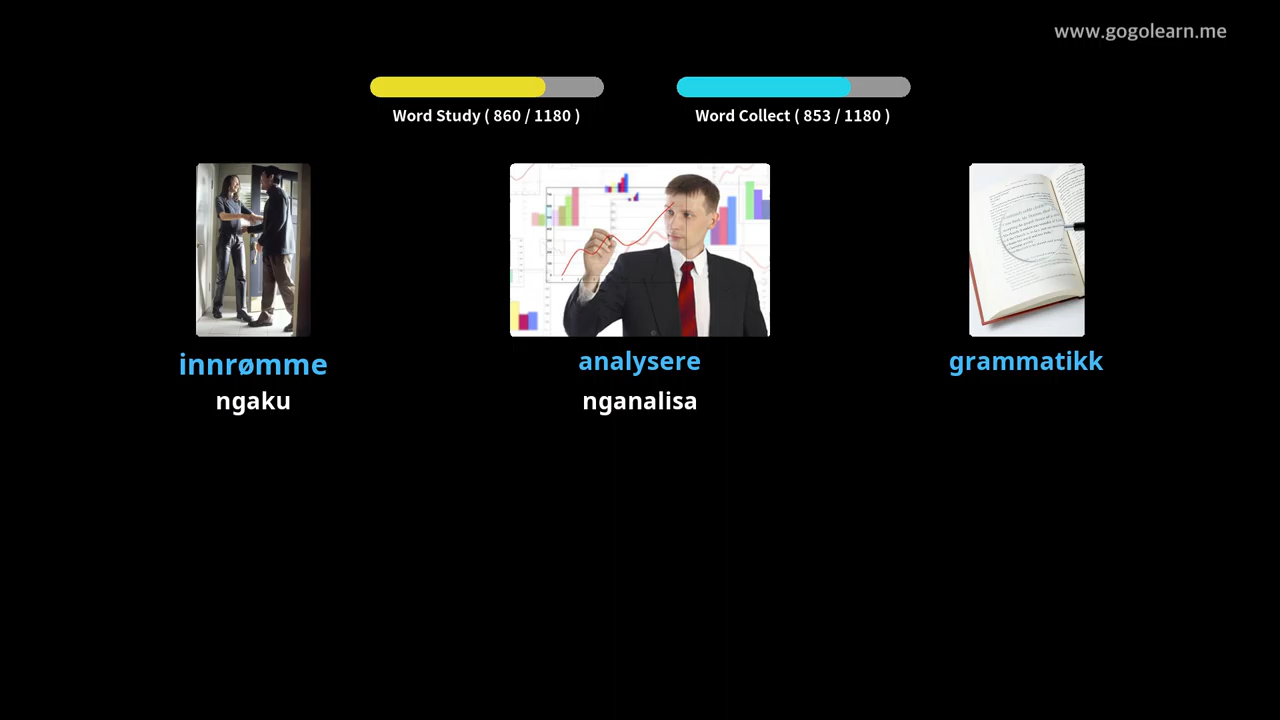 www.gogolearn.me
Word Study ( 860 / 1180 )
Word Collect ( 853 / 1180 )
innrømme
analysere
grammatikk
ngaku
nganalisa